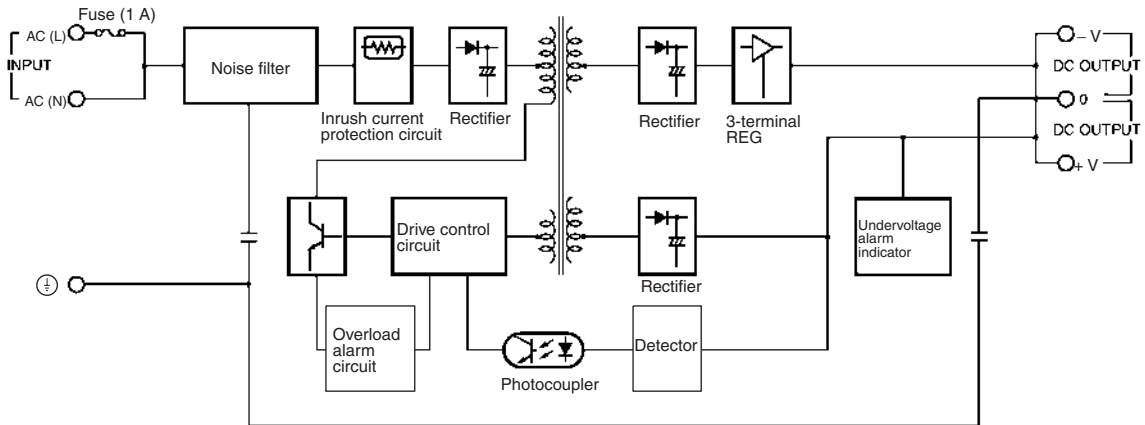 Fuse (1 A)
AC (L)
INPUT
AC (N)
Noise filter
Inrush current
protection circuit
Rectifier
Rectifier
3-terminal
REG
– V
DC OUTPUT
0
DC OUTPUT
+ V
Drive control
circuit
Rectifier
Undervoltage
alarm
indicator
Overload
alarm
circuit
Photocoupler
Detector